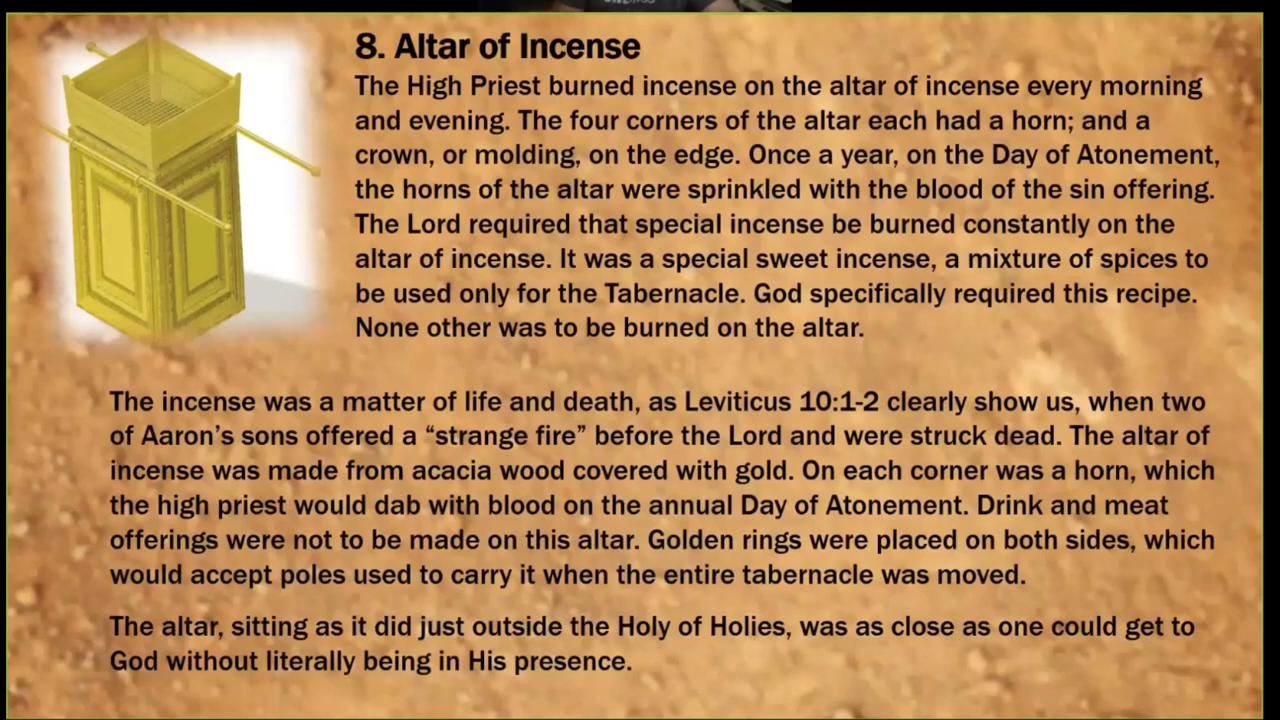 8. Altar of Incense
The High Priest burned incense on the altar of incense every morning
and evening. The four corners of the altar each had a horn; and a
crown, or molding, on the edge. Once a year, on the Day of Atonement,
the horns of the altar were sprinkled with the blood of the sin offering.
The Lord required that special incense be burned constantly on the
altar of incense. It was a special sweet incense, a mixture of spices to
be used only for the Tabernacle. God specifically required this recipe.
None other was to be burned on the altar.
The incense was a matter of life and death, as Leviticus 10:1-2 clearly show us, when two
of Aaron's sons offered a “strange fire” before the Lord and were struck dead. The altar of
incense was made from acacia wood covered with gold. On each corner was a horn, which
the high priest would dab with blood on the annual Day of Atonement. Drink and meat
offerings were not to be made on this altar. Golden rings were placed on both sides, which
would accept poles used to carry it when the entire tabernacle was moved.
The altar, sitting as it did just outside the Holy of Holies, was as close as one could get to
God without literally being in His presence.